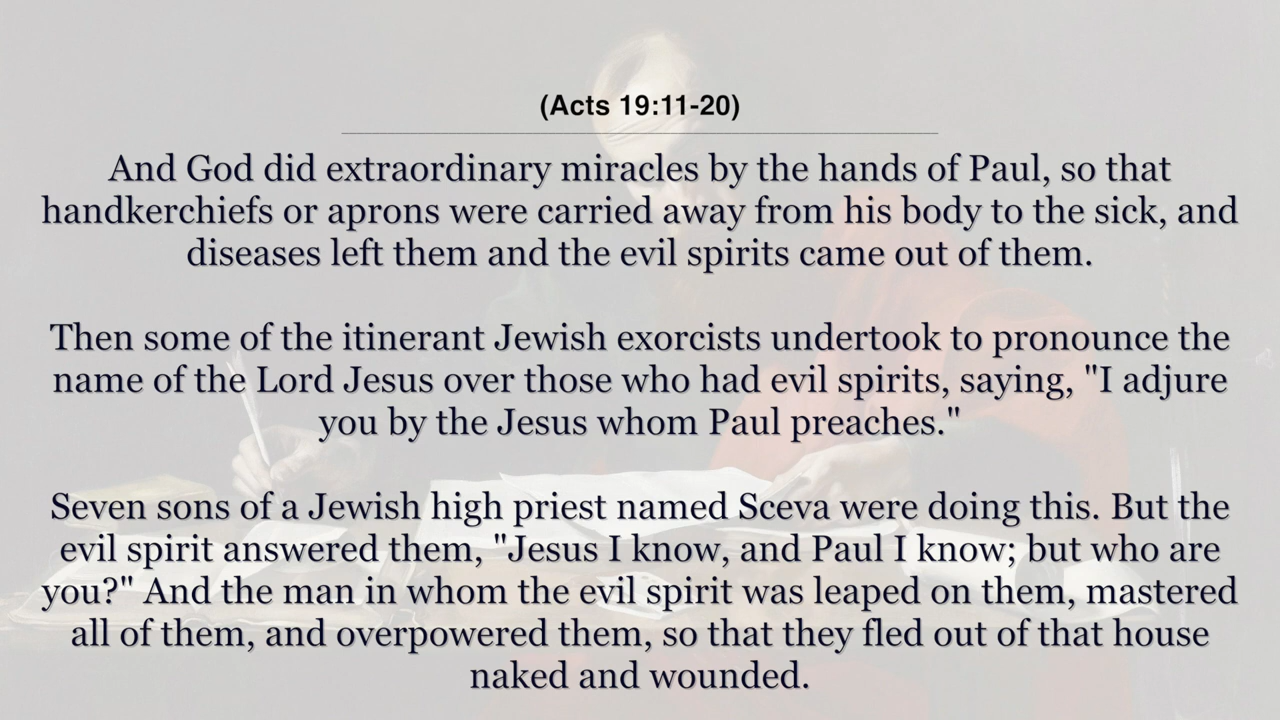 (Acts 19:11-20)
And God did extraordinary miracles by the hands of Paul, so that
handkerchiefs or aprons were carried away from his body to the sick, and
diseases left them and the evil spirits came out of them.
Then some of the itinerant Jewish exorcists undertook to pronounce the
name of the Lord Jesus over those who had evil spirits, saying, "I adjure
you by the Jesus whom Paul preaches."
Seven sons of a Jewish high priest named Sceva were doing this. But the
evil spirit answered them, "Jesus I know, and Paul I know; but who are
you?" And the man in whom the evil spirit was leaped on them, mastered
all of them, and overpowered them, so that they fled out of that house
naked and wounded.